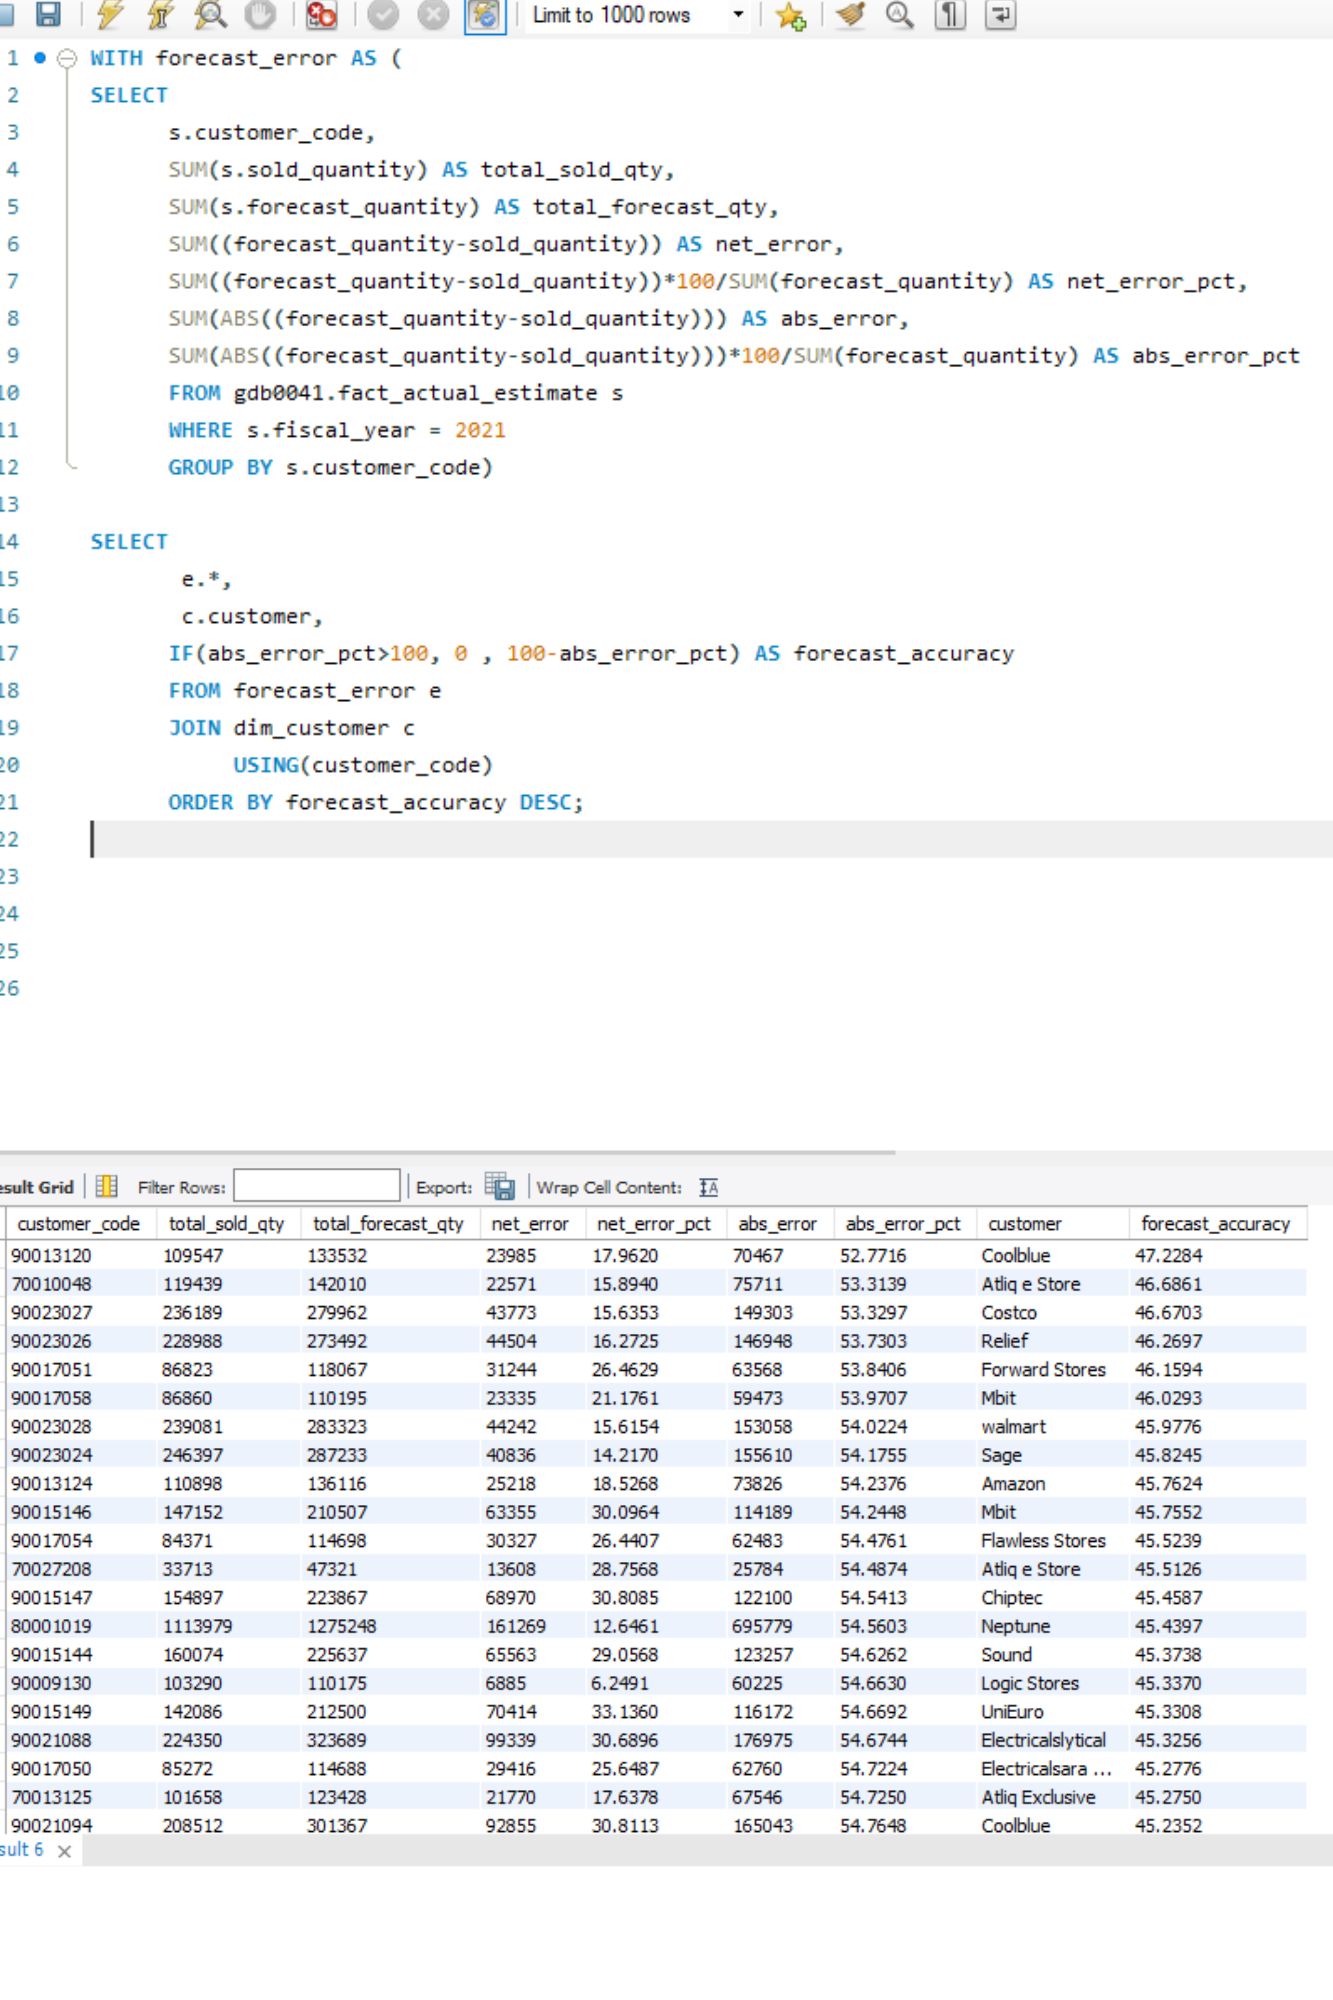 Limit to 1000 rows
1 WITH forecast_error AS (
2 SELECT
3 s.customer_code,
4 SUM(s.sold_quantity) AS total_sold_qty,
5 SUM(s.forecast_quantity) AS total_forecast_qty,
6 SUM((forecast_quantity-sold_quantity)) AS net_error,
7 SUM((forecast_quantity-sold_quantity))*100/SUM(forecast_quantity) AS net_error_pct,
8 SUM(ABS((forecast_quantity-sold_quantity))) AS abs_error,
9 SUM(ABS((forecast_quantity-sold_quantity)))*100/SUM(forecast_quantity) AS abs_error_pct
10 FROM gdb0041.fact_actual_estimate s
11 WHERE s.fiscal_year = 2021
12 GROUP BY s.customer_code)
13
14 SELECT
15 e.*,
16 c.customer,
17 IF(abs_error_pct>100, 0 , 100-abs_error_pct) AS forecast_accuracy
18 FROM forecast_error e
19 JOIN dim_customer c
20 USING(customer_code)
21 ORDER BY forecast_accuracy DESC;
22
23
24
25
26
esult Grid Filter Rows: Export: Wrap Cell Content: IA
customer_code total_sold_qty total_forecast_qty net_error net_error_pct abs_error abs_error_pct customer forecast_accuracy
90013120 109547 133532 23985 17.9620 70467 52.7716 Coolblue 47.2284
70010048 119439 142010 22571 15.8940 75711 53.3139 Atliq e Store 46.6861
90023027 236189 279962 43773 15.6353 149303 53.3297 Costco 46.6703
90023026 228988 273492 44504 16.2725 146948 53.7303 Relief 46.2697
90017051 86823 118067 31244 26.4629 63568 53.8406 Forward Stores 46.1594
90017058 86860 110195 23335 21.1761 59473 53.9707 Mbit 46.0293
90023028 239081 283323 44242 15.6154 153058 54.0224 walmart 45.9776
90023024 246397 287233 40836 14.2170 155610 54.1755 Sage 45.8245
90013124 110898 136116 25218 18.5268 73826 54.2376 Amazon 45.7624
90015146 147152 210507 63355 30.0964 114189 54.2448 Mbit 45.7552
90017054 84371 114698 30327 26.4407 62483 54.4761 Flawless Stores 45.5239
70027208 33713 47321 13608 28.7568 25784 54.4874 Atliq e Store 45.5126
90015147 154897 223867 68970 30.8085 122100 54.5413 Chiptec 45.4587
80001019 1113979 1275248 161269 12.6461 695779 54.5603 Neptune 45.4397
90015144 160074 225637 65563 29.0568 123257 54.6262 Sound 45.3738
90009130 103290 110175 6885 6.2491 60225 54.6630 Logic Stores 45.3370
90015149 142086 212500 70414 33.1360 116172 54.6692 UniEuro 45.3308
90021088 224350 323689 99339 30.6896 176975 54.6744 Electricalslytical 45.3256
90017050 85272 114688 29416 25.6487 62760 54.7224 Electricalsara ... 45.2776
70013125 101658 123428 21770 17.6378 67546 54.7250 Atliq Exclusive 45.2750
90021094 208512 301367 92855 30.8113 165043 54.7648 Coolblue 45.2352
sult 6